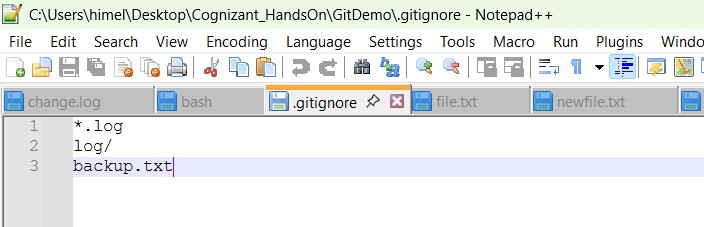 C:\Users\himel\Desktop\Cognizant_HandsOn\GitDemo\.gitignore - Notepad++
File Edit Search View Encoding Language Settings Tools Macro Run Plugins Windo
change.log bash .gitignore file.txt newfile.txt
1 *.log
2 log/
3 backup.txt